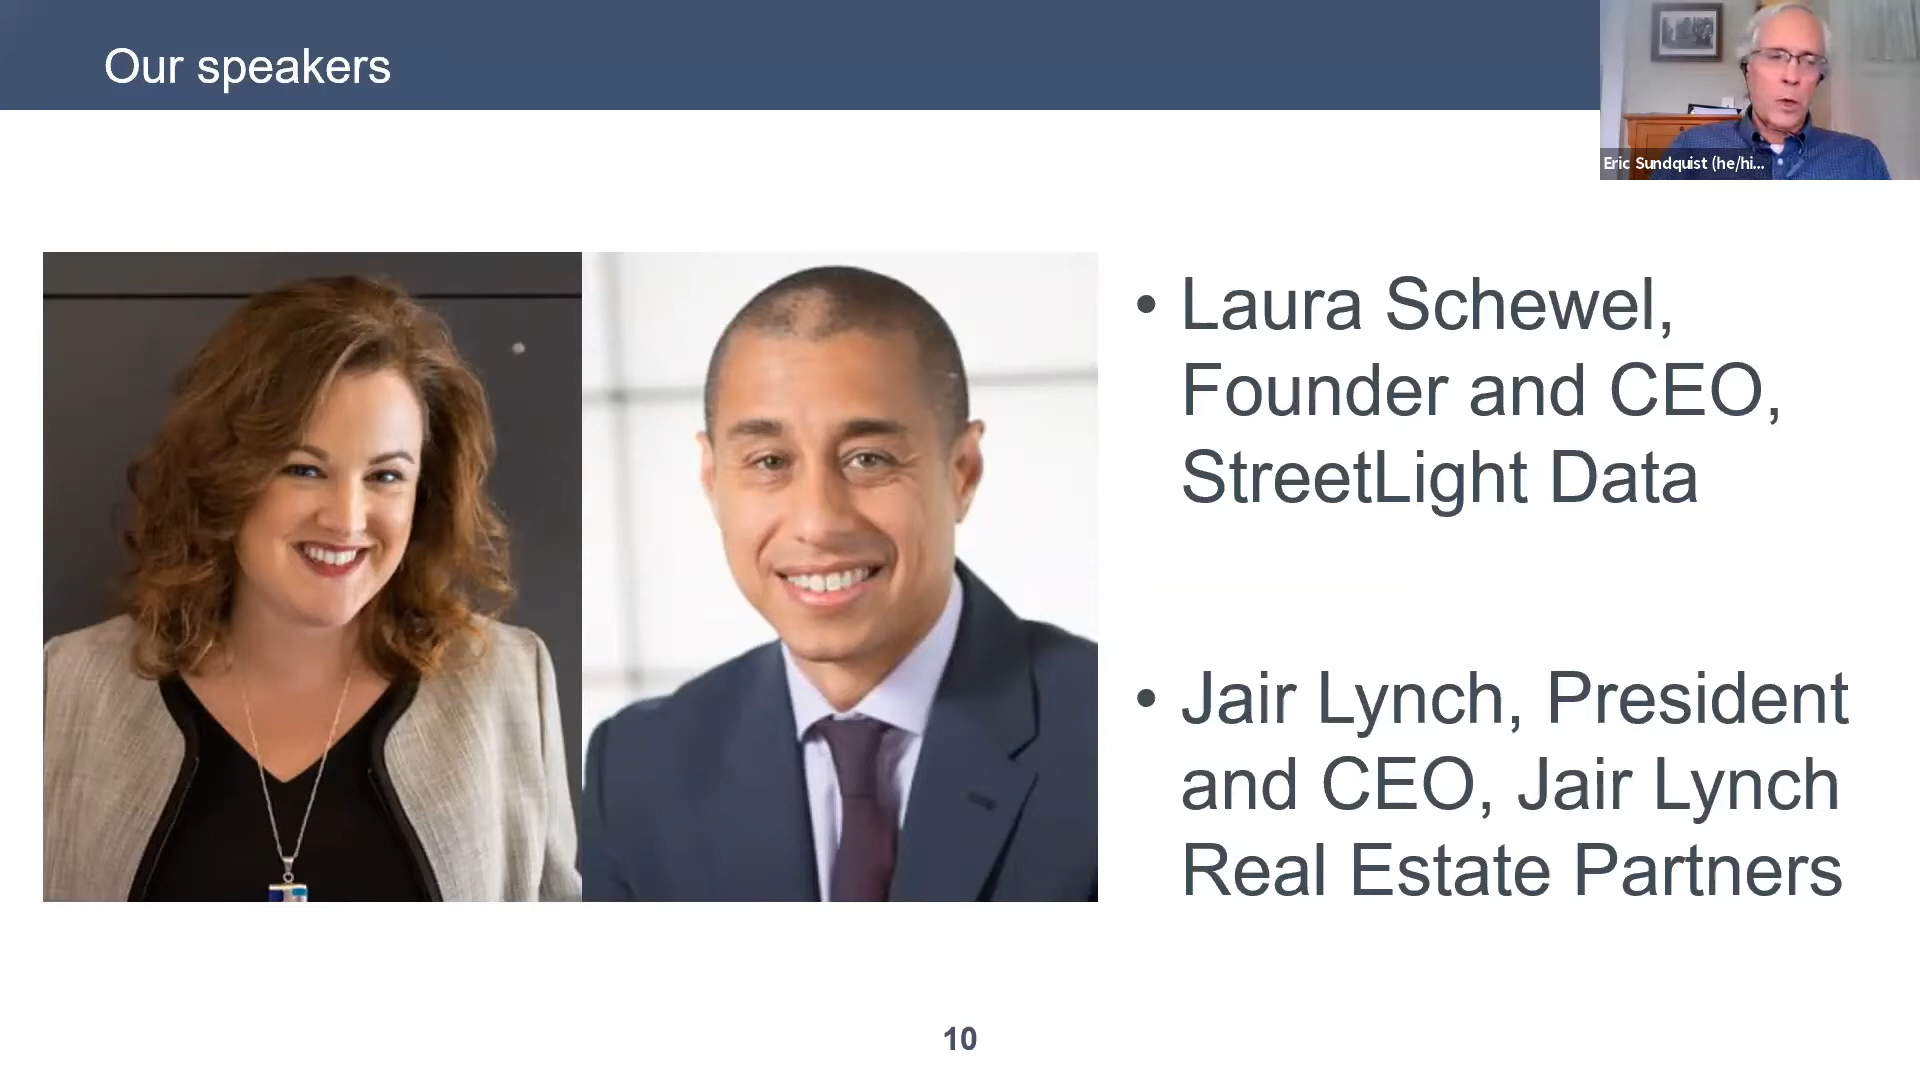 Our speakers
Eric Sundquist (he/hi...
• Laura Schewel,
Founder and CEO,
StreetLight Data
• Jair Lynch, President
and CEO, Jair Lynch
Real Estate Partners
10